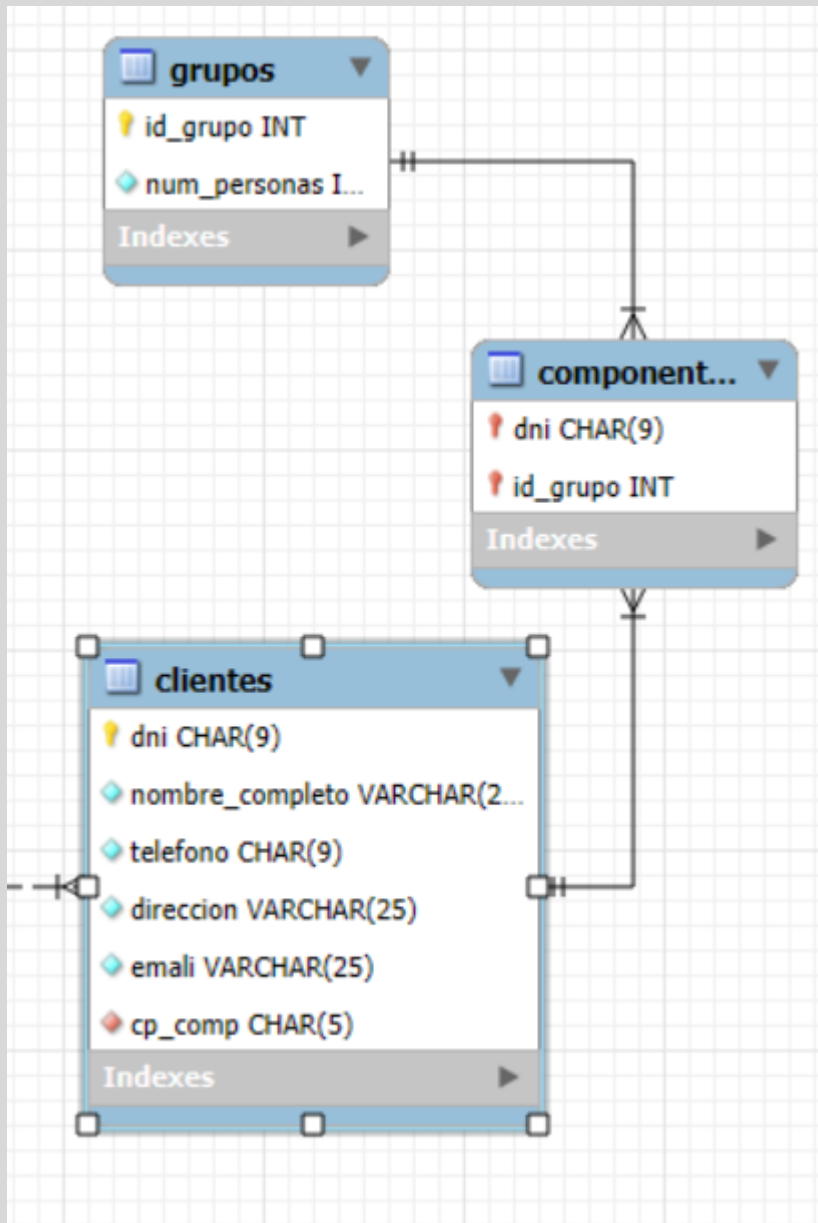 grupos
id_grupo INT
num_personas I...
Indexes
component...
dni CHAR(9)
id_grupo INT
Indexes
clientes
dni CHAR(9)
nombre_completo VARCHAR(2...
telefono CHAR(9)
direccion VARCHAR(25)
emali VARCHAR(25)
cp_comp CHAR(5)
Indexes